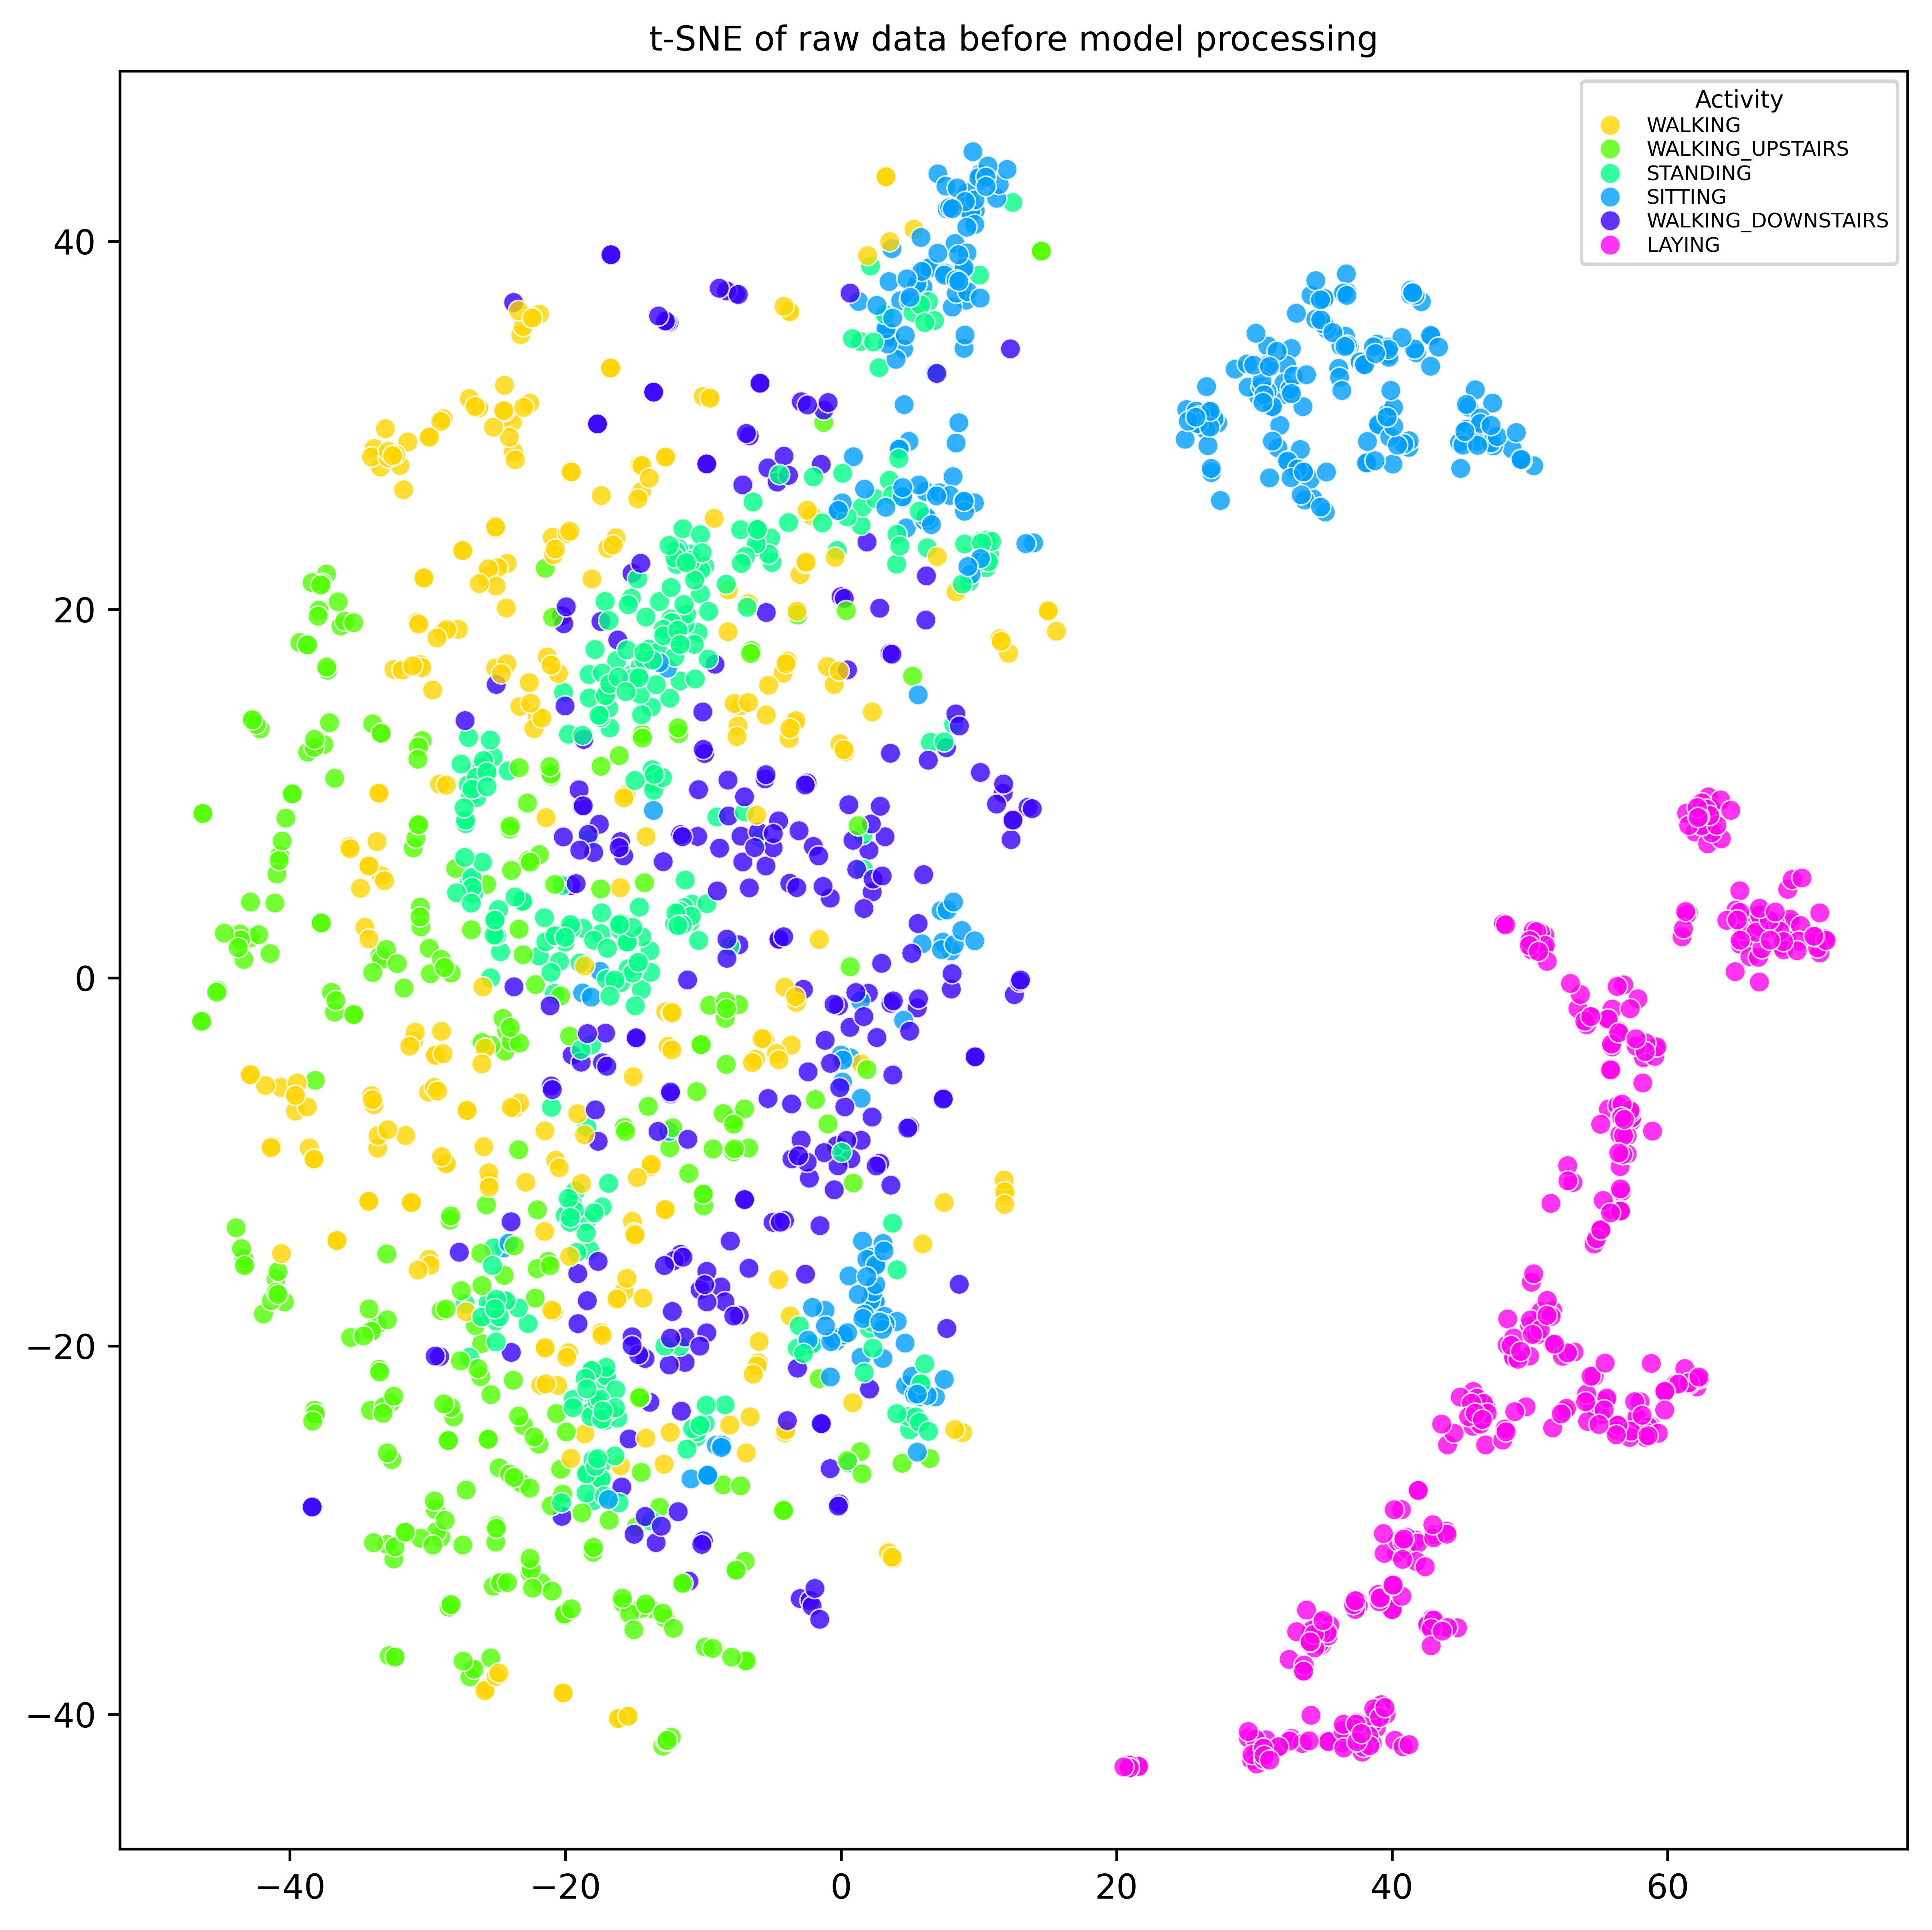 t-SNE of raw data before model processing
Activity
WALKING
WALKING_UPSTAIRS
STANDING
SITTING
WALKING_DOWNSTAIRS
LAYING
40
20
0
−20
−40
−40 −20 0 20 40 60